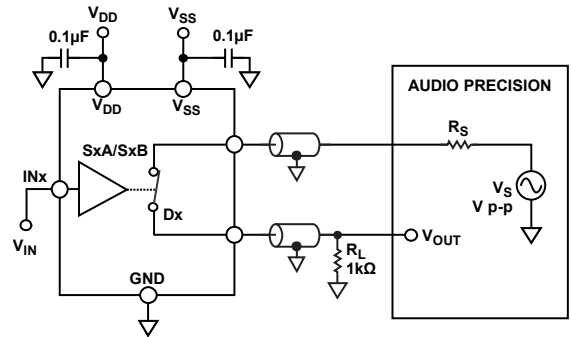 VDD
VSS
0.1µF
0.1µF
VDD
VSS
AUDIO PRECISION
SxA/SxB
RS
INx
VS
V p-p
Dx
VIN
VOUT
RL
1kΩ
GND